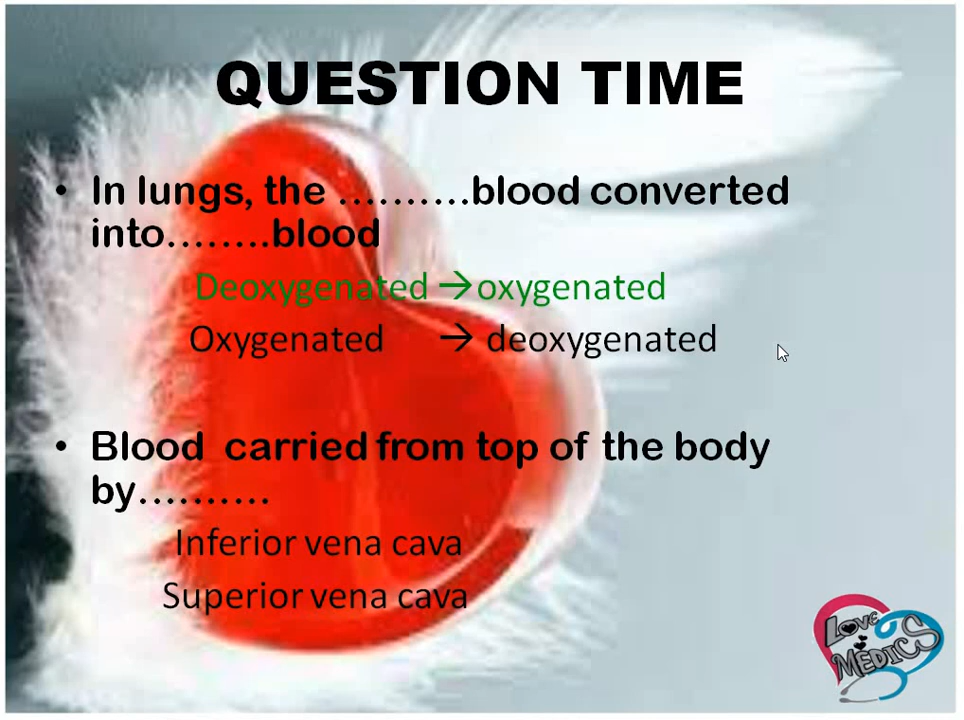 QUESTION TIME
• In lungs, the ..........blood converted
into........blood
Deoxygenated →oxygenated
Oxygenated → deoxygenated
• Blood carried from top of the body
by..........
Inferior vena cava
Superior vena cava
LOVE
MEDICS